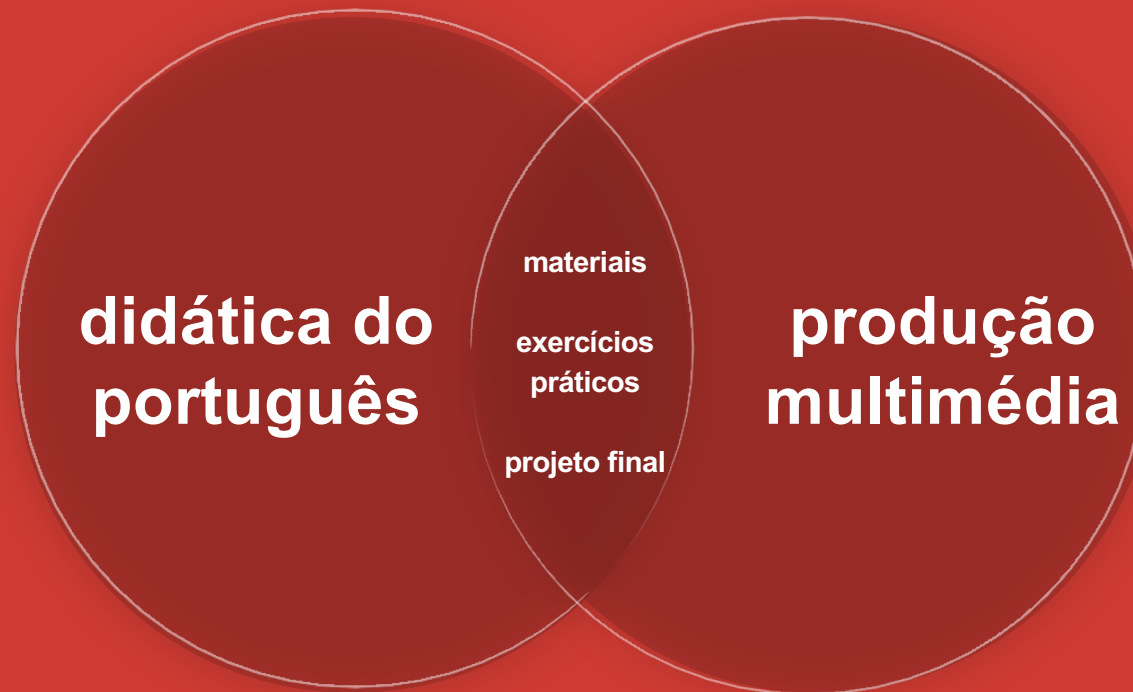 didática do
português
materiais
exercícios
práticos
projeto final
produção
multimédia